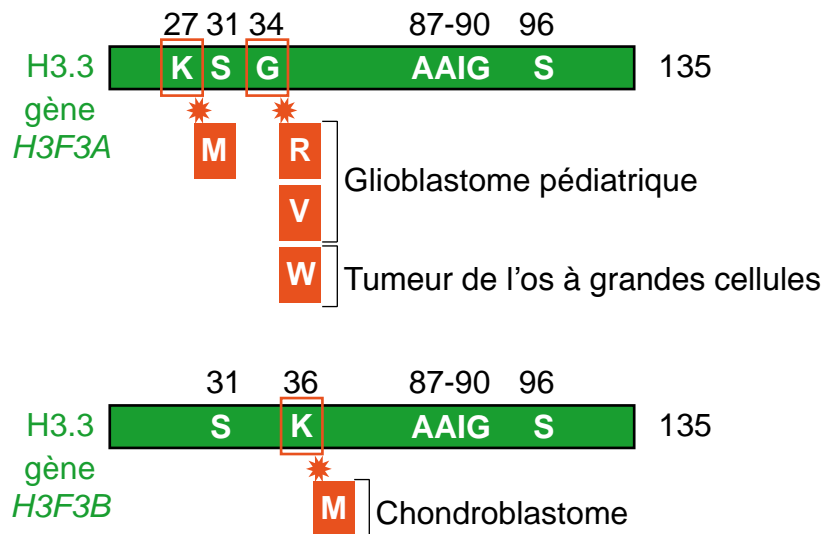 27 31 34 87-90 96
H3.3 K S G AAIG S 135
gène
H3F3A
M R
Glioblastome pédiatrique
V
W Tumeur de l'os à grandes cellules
31 36 87-90 96
H3.3 S K AAIG S 135
gène
H3F3B
M Chondroblastome